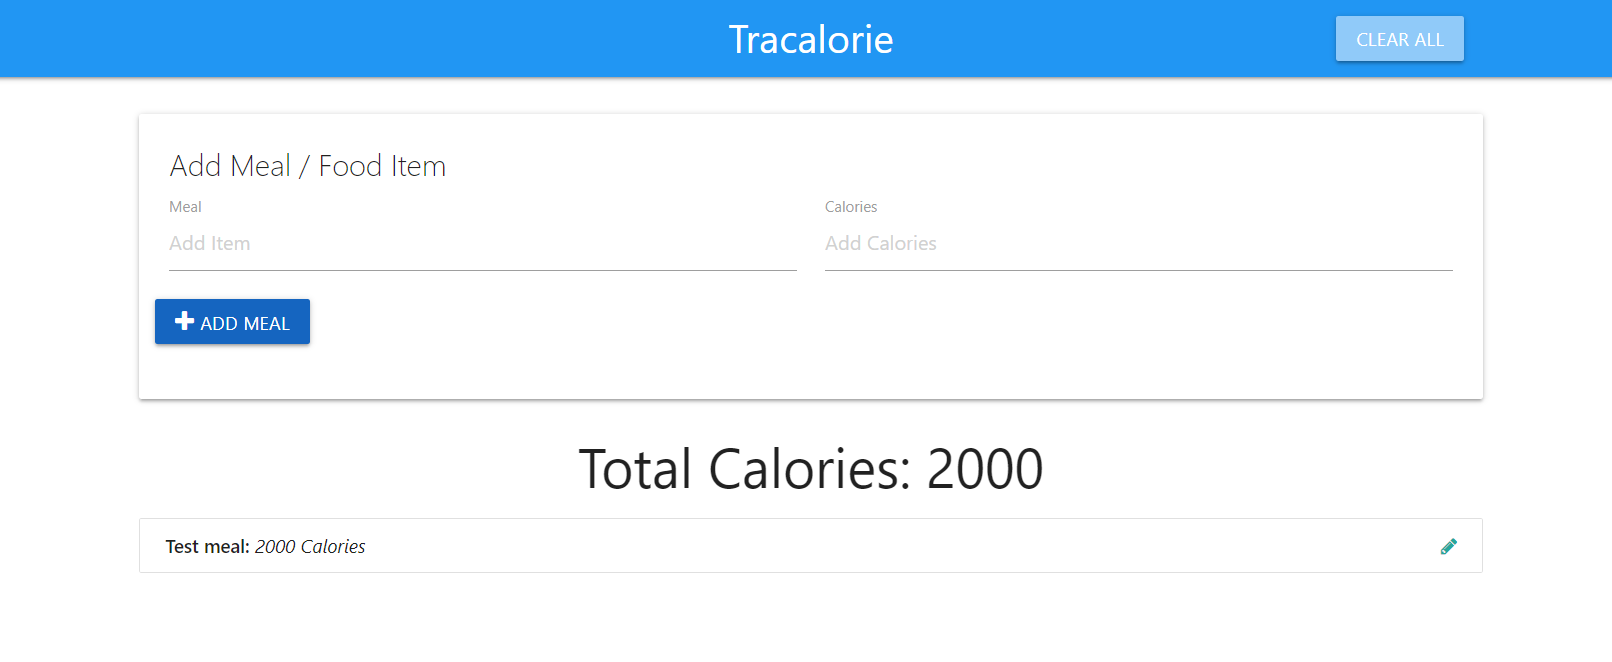 Tracalorie
CLEAR ALL
Add Meal / Food Item
Meal
Calories
Add Item
Add Calories
ADD MEAL
Total Calories: 2000
Test meal: 2000 Calories